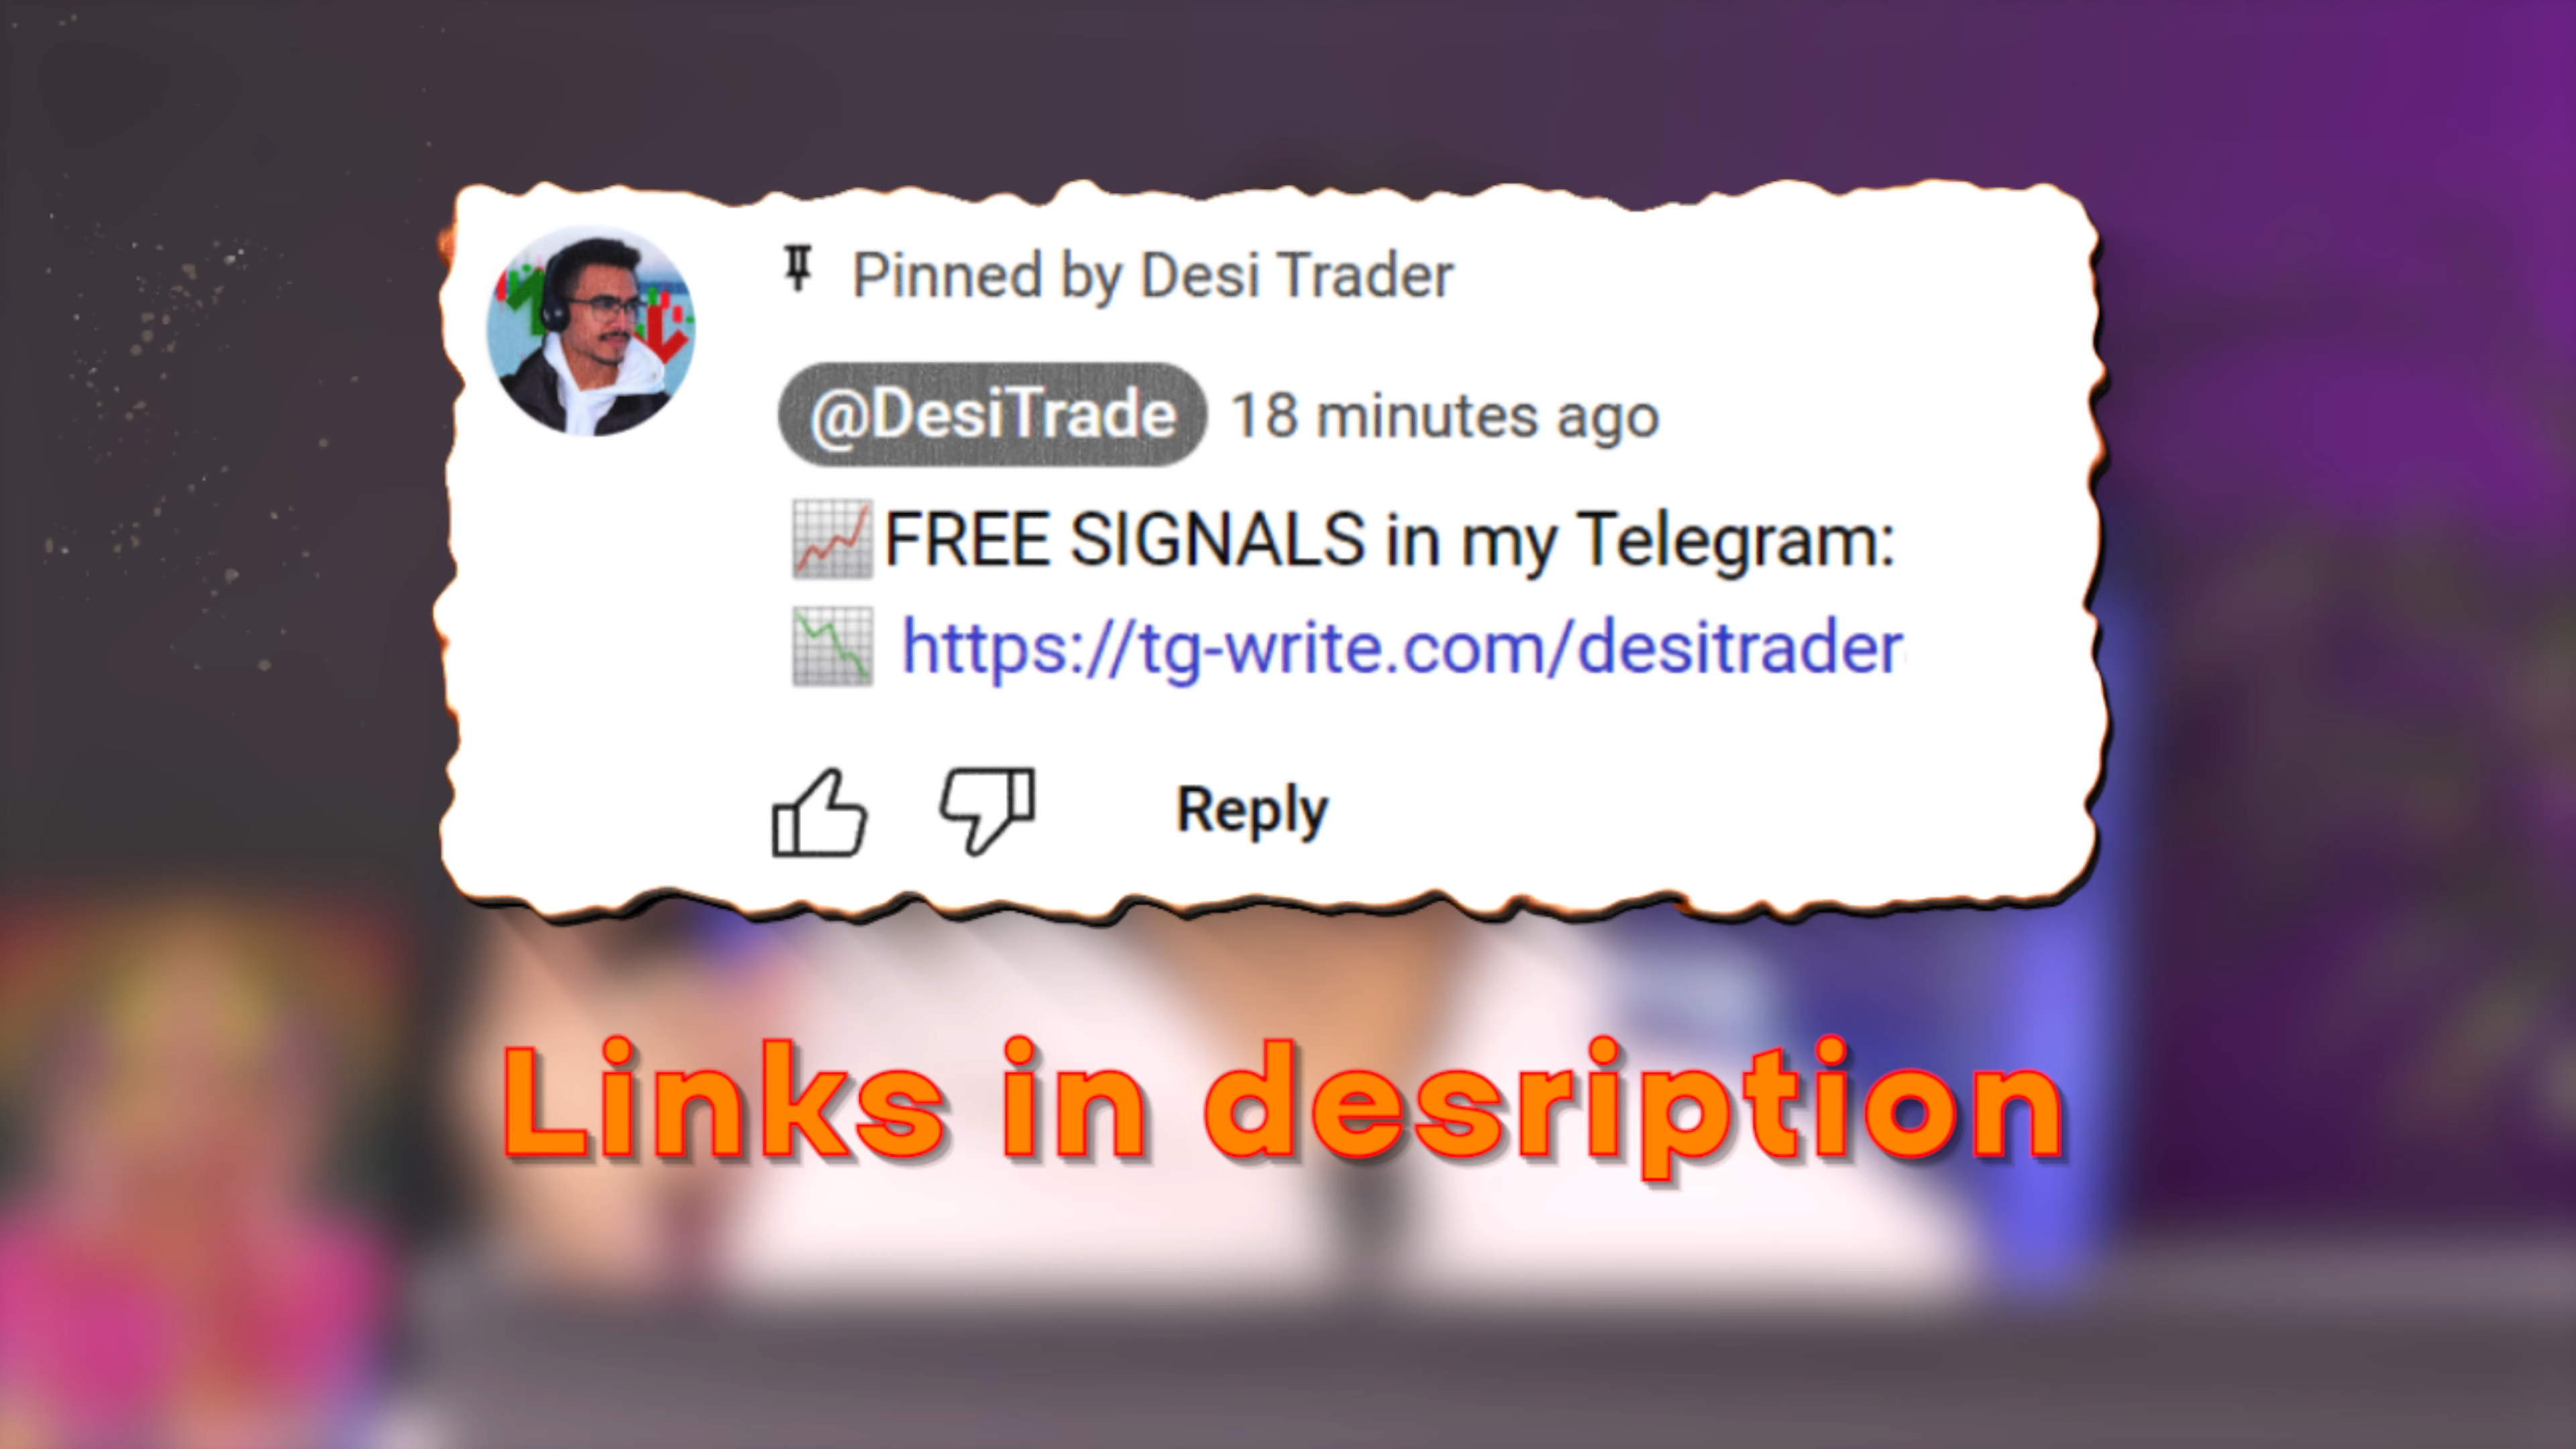 Pinned by Desi Trader
@DesiTrade 18 minutes ago
📈FREE SIGNALS in my Telegram:
📉 https://tg-write.com/desitrader
Reply
Links in desription